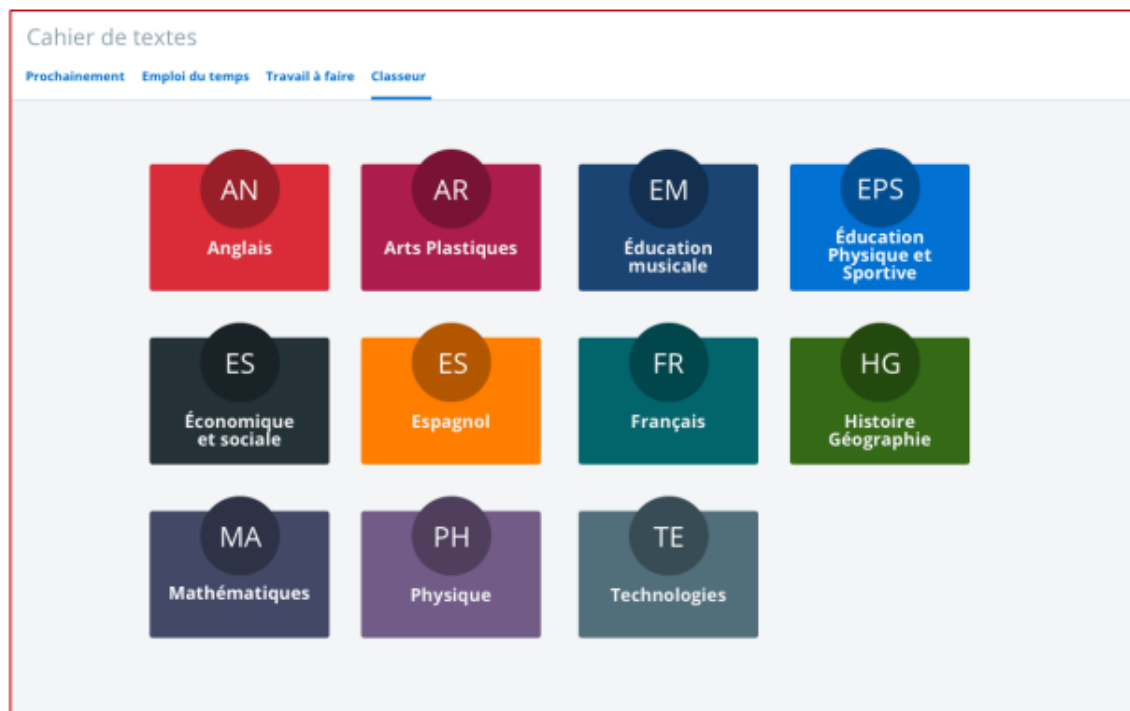 Cahier de textes
Prochainement Emploi du temps Travail à faire Classeur
AN
Anglais
AR
Arts Plastiques
EM
Éducation
musicale
EPS
Éducation
Physique et
Sportive
ES
Économique
et sociale
ES
Espagnol
FR
Français
HG
Histoire
Géographie
MA
Mathématiques
PH
Physique
TE
Technologies